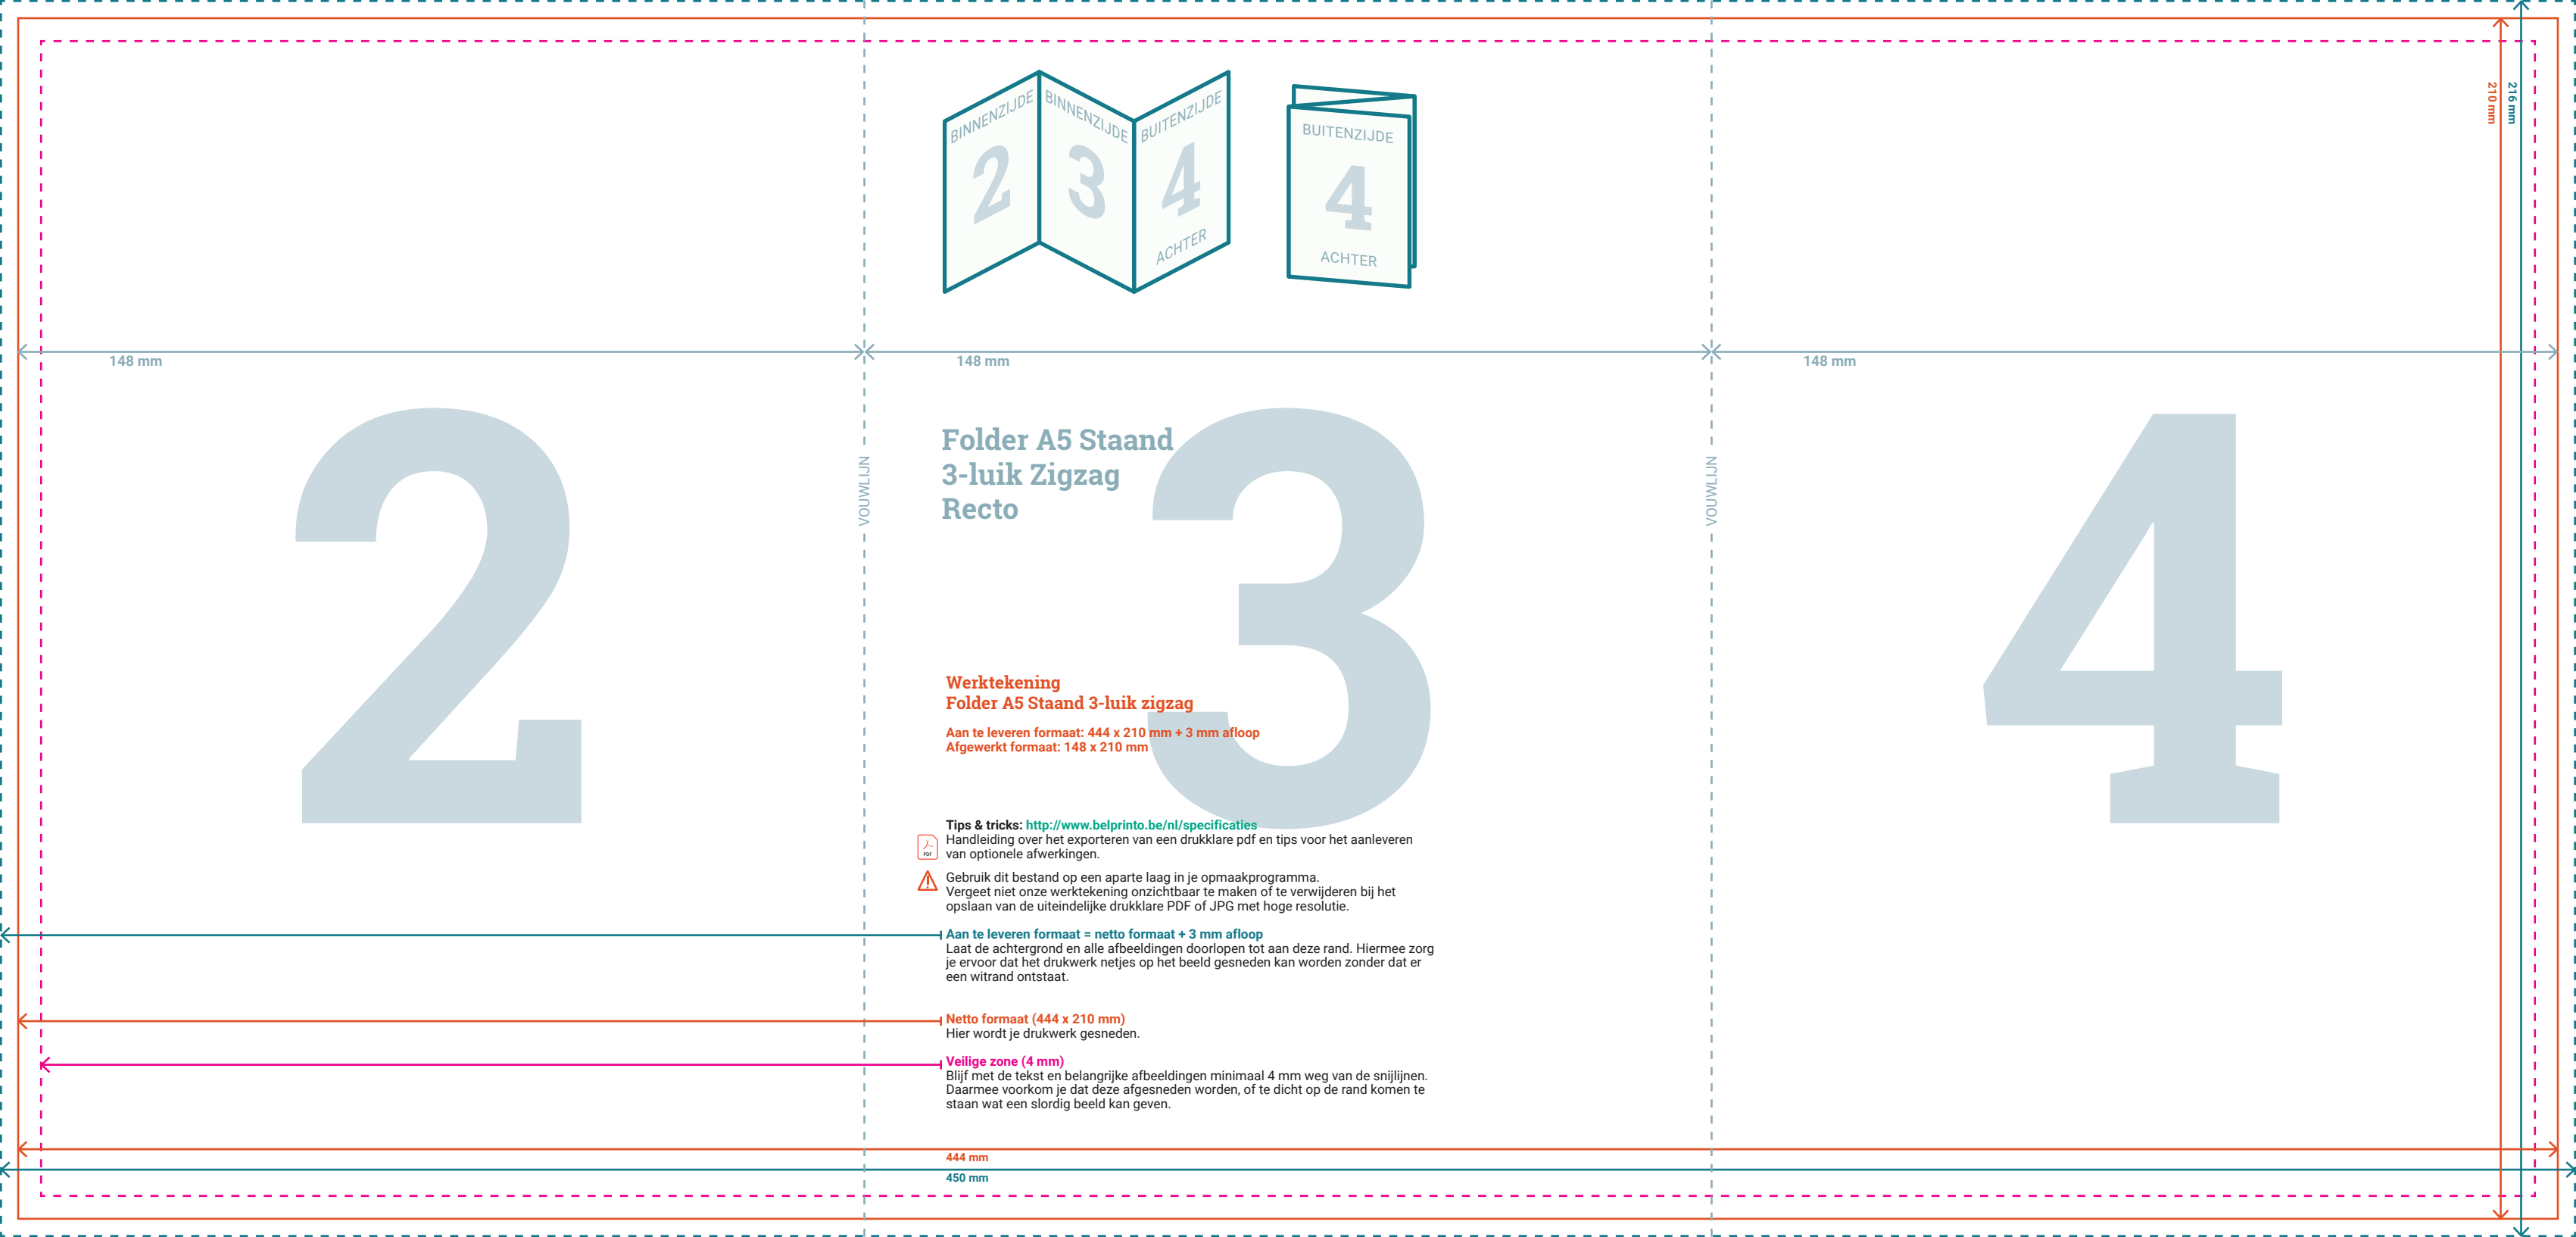 BINNENZIJDE
2
BINNENZIJDE
3
BUITENZIJDE
4
ACHTER
BUITENZIJDE
4
ACHTER
210 mm
216 mm
148 mm
148 mm
148 mm
2
3
4
VOUWLIJN
VOUWLIJN
Folder A5 Staand
3-luik Zigzag
Recto
Werktekening
Folder A5 Staand 3-luik zigzag
Aan te leveren formaat: 444 x 210 mm + 3 mm afloop
Afgewerkt formaat: 148 x 210 mm
Tips & tricks: http://www.belprinto.be/nl/specificaties
Handleiding over het exporteren van een drukklare pdf en tips voor het aanleveren
van optionele afwerkingen.
PDF
Gebruik dit bestand op een aparte laag in je opmaakprogramma.
Vergeet niet onze werktekening onzichtbaar te maken of te verwijderen bij het
opslaan van de uiteindelijke drukklare PDF of JPG met hoge resolutie.
Aan te leveren formaat = netto formaat + 3 mm afloop
Laat de achtergrond en alle afbeeldingen doorlopen tot aan deze rand. Hiermee zorg
je ervoor dat het drukwerk netjes op het beeld gesneden kan worden zonder dat er
een witrand ontstaat.
Netto formaat (444 x 210 mm)
Hier wordt je drukwerk gesneden.
Veilige zone (4 mm)
Blijf met de tekst en belangrijke afbeeldingen minimaal 4 mm weg van de snijlijnen.
Daarmee voorkom je dat deze afgesneden worden, of te dicht op de rand komen te
staan wat een slordig beeld kan geven.
444 mm
450 mm